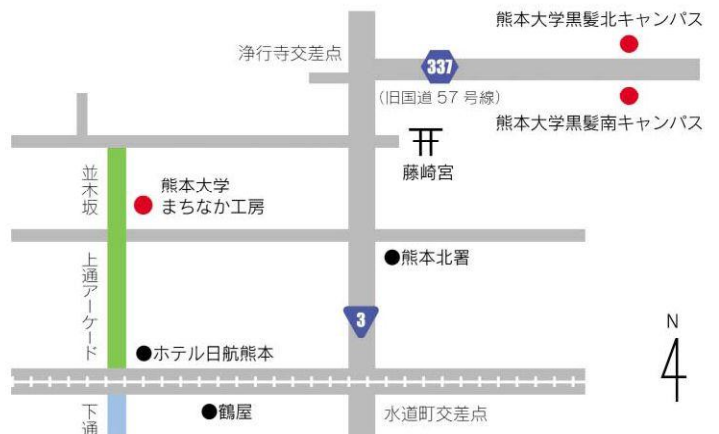 熊本大学黒髪北キャンパス
浄行寺交差点
337
(旧国道 57 号線)
熊本大学黒髪南キャンパス
藤崎宮
並木坂
熊本大学
まちなか工房
熊本北署
上通アーケード
3
N
ホテル日航熊本
下通
鶴屋
水道町交差点